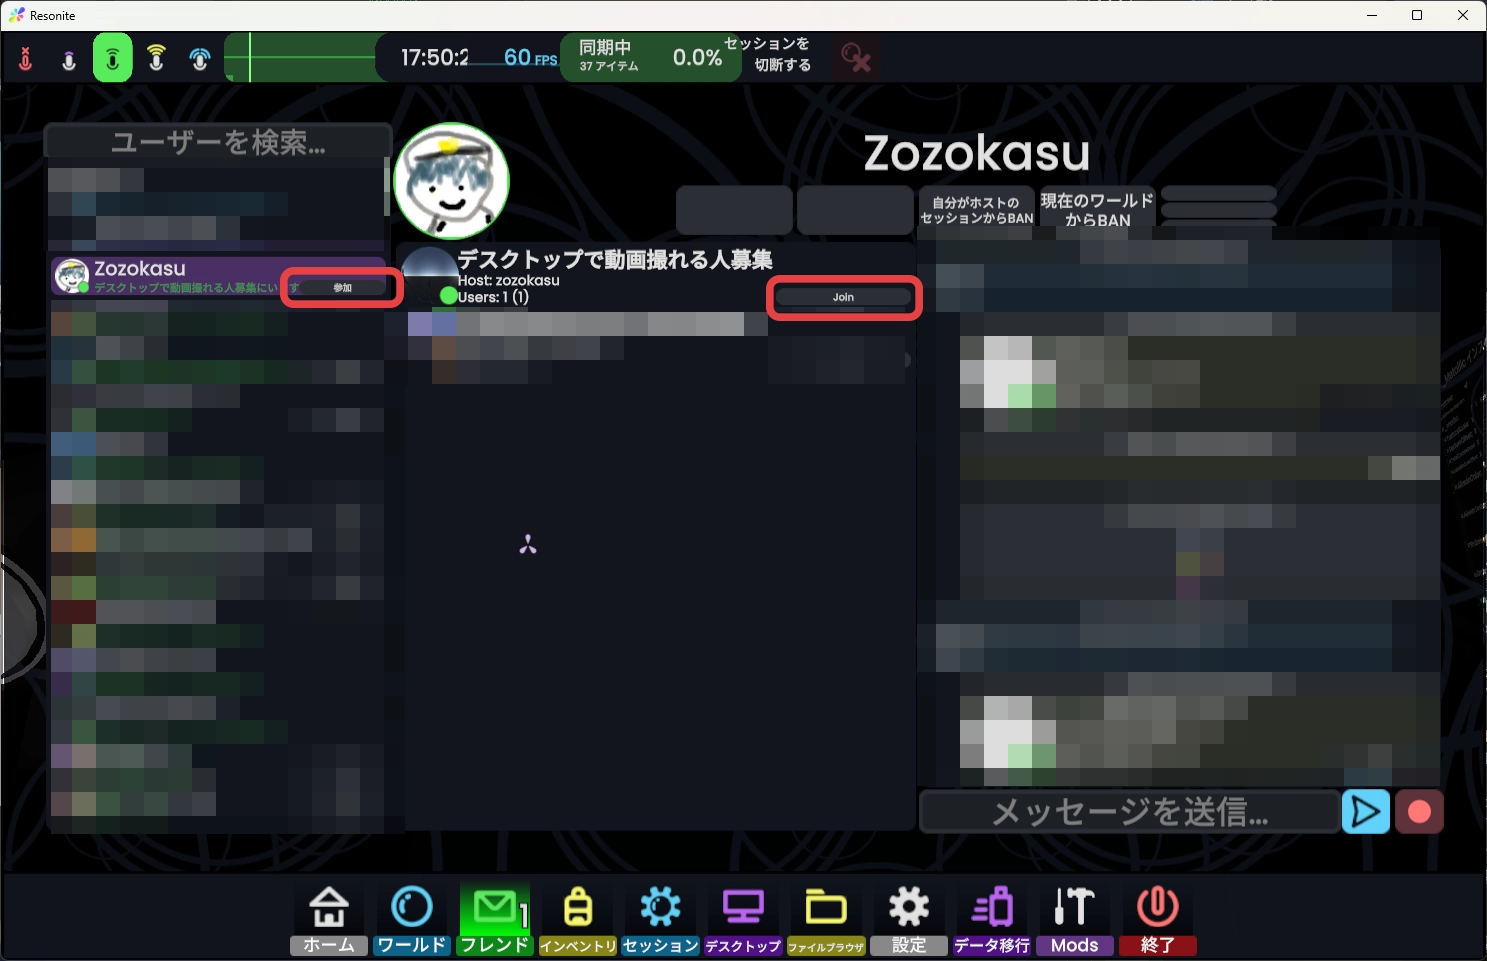 Resonite
17:50:2
60 FPS
同期中
37 アイテム
0.0%
セッションを
切断する
ユーザーを検索...
Zozokasu
自分がホストの
セッションからBAN
現在のワールド
からBAN
Zozokasu
デスクトップで動画撮れる人募集にい
す
参加
デスクトップで動画撮れる人募集
Host: zozokasu
Users: 1 (1)
Join
メッセージを送信...
1
ホーム
ワールド
フレンド
インベントリ
セッション
デスクトップ
ファイルブラウザ
設定
データ移行
Mods
終了